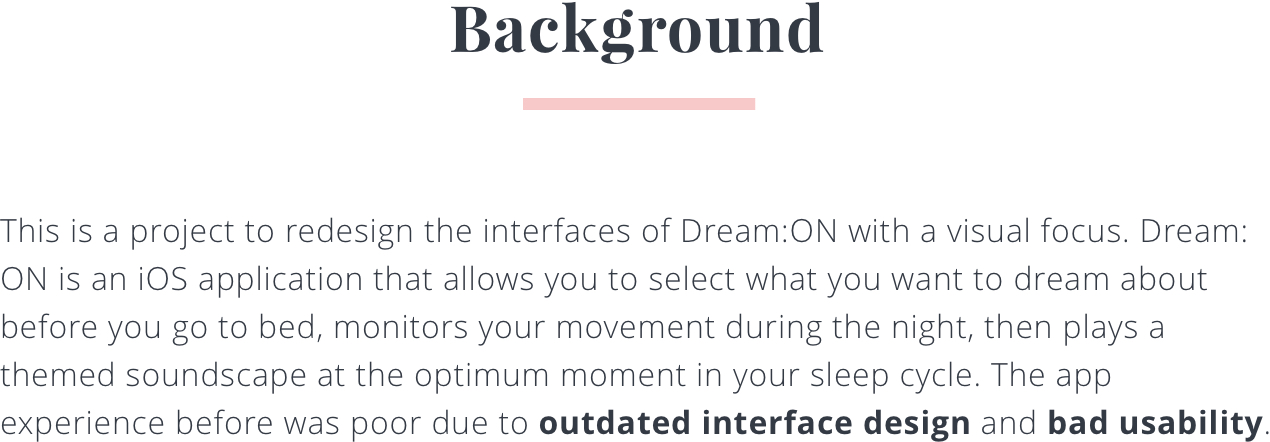 Background
This is a project to redesign the interfaces of Dream:ON with a visual focus. Dream:
ON is an iOS application that allows you to select what you want to dream about
before you go to bed, monitors your movement during the night, then plays a
themed soundscape at the optimum moment in your sleep cycle. The app
experience before was poor due to outdated interface design and bad usability.